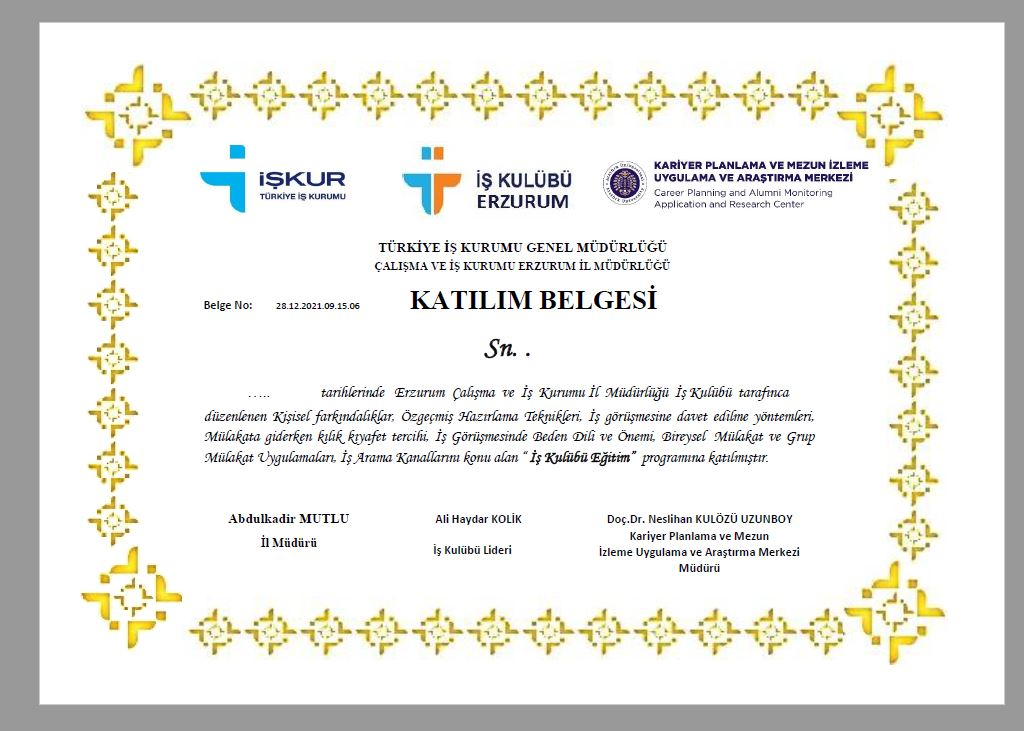 İŞKUR
TÜRKİYE İŞ KURUMU
İŞ KULÜBÜ
ERZURUM
KARİYER PLANLAMA VE MEZUN İZLEME
UYGULAMA VE ARAŞTIRMA MERKEZİ
Career Planning and Alumni Monitoring
Application and Research Center
TÜRKİYE İŞ KURUMU GENEL MÜDÜRLÜĞÜ
ÇALIŞMA VE İŞ KURUMU ERZURUM İL MÜDÜRLÜĞÜ
Belge No: 28.12.2021.09.15.06 KATILIM BELGESİ
Sn. .
….. tarihlerinde Erzurum Çalışma ve İş Kurumu İl Müdürlüğü İş Kulübü tarafınca
düzenlenen Kişisel farkındalıklar, Özgeçmiş Hazırlama Teknikleri, İş görüşmesine davet edilme yöntemleri,
Mülakata giderken kılık kıyafet tercihi, İş Görüşmesinde Beden Dili ve Önemi, Bireysel Mülakat ve Grup
Mülakat Uygulamaları, İş Arama Kanallarını konu alan “ İş Kulübü Eğitim” programına katılmıştır.
Abdulkadir MUTLU
İl Müdürü
Ali Haydar KOLİK
İş Kulübü Lideri
Doç.Dr. Neslihan KULÖZÜ UZUNBOY
Kariyer Planlama ve Mezun
İzleme Uygulama ve Araştırma Merkezi
Müdürü